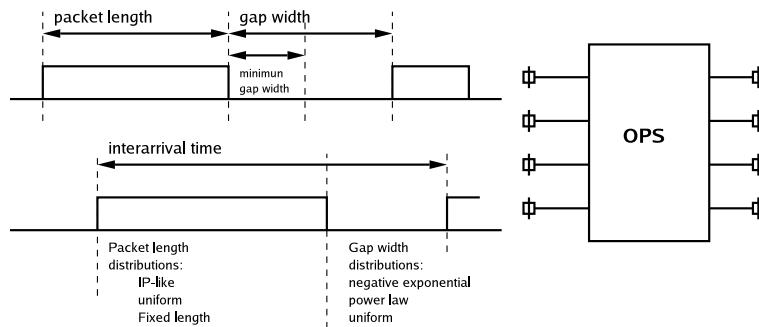 packet length
gap width
minimun
gap width
OPS
interarrival time
Packet length
distributions:
IP-like
uniform
Fixed length
Gap width
distributions:
negative exponential
power law
uniform